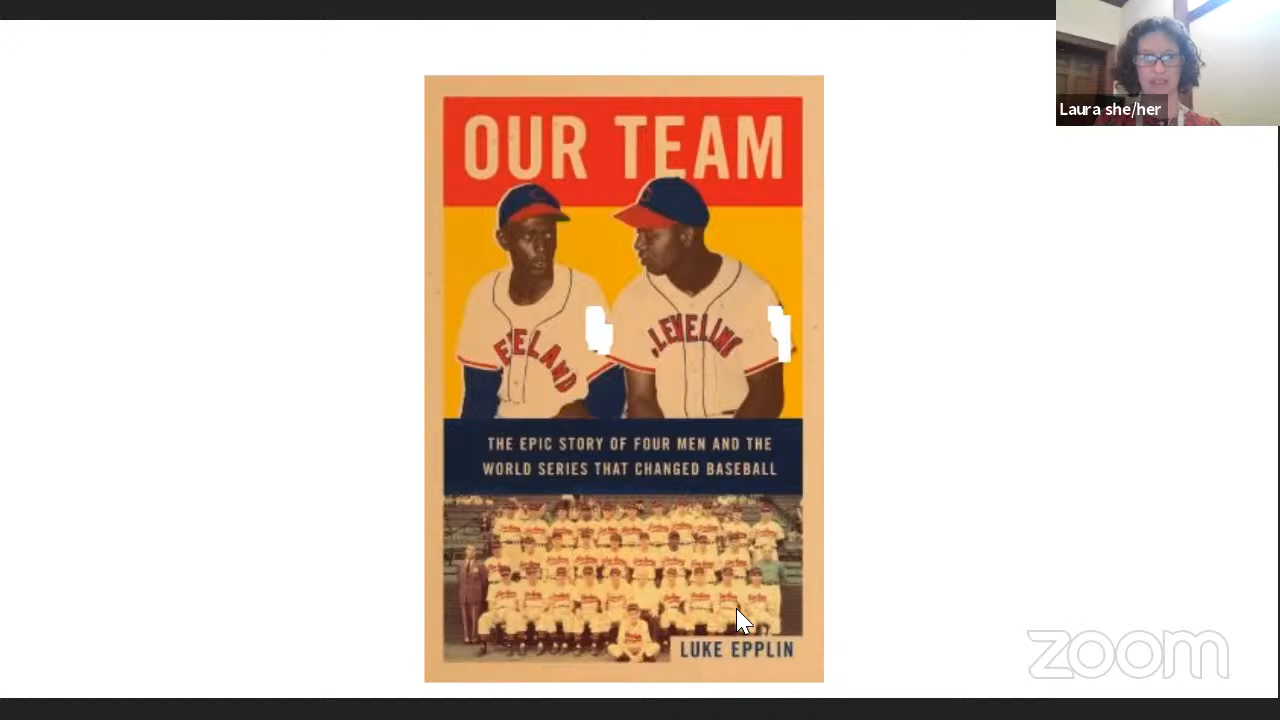 OUR TEAM
THE EPIC STORY OF FOUR MEN AND THE
WORLD SERIES THAT CHANGED BASEBALL
LUKE EPPLIN
Laura she/her
zoom